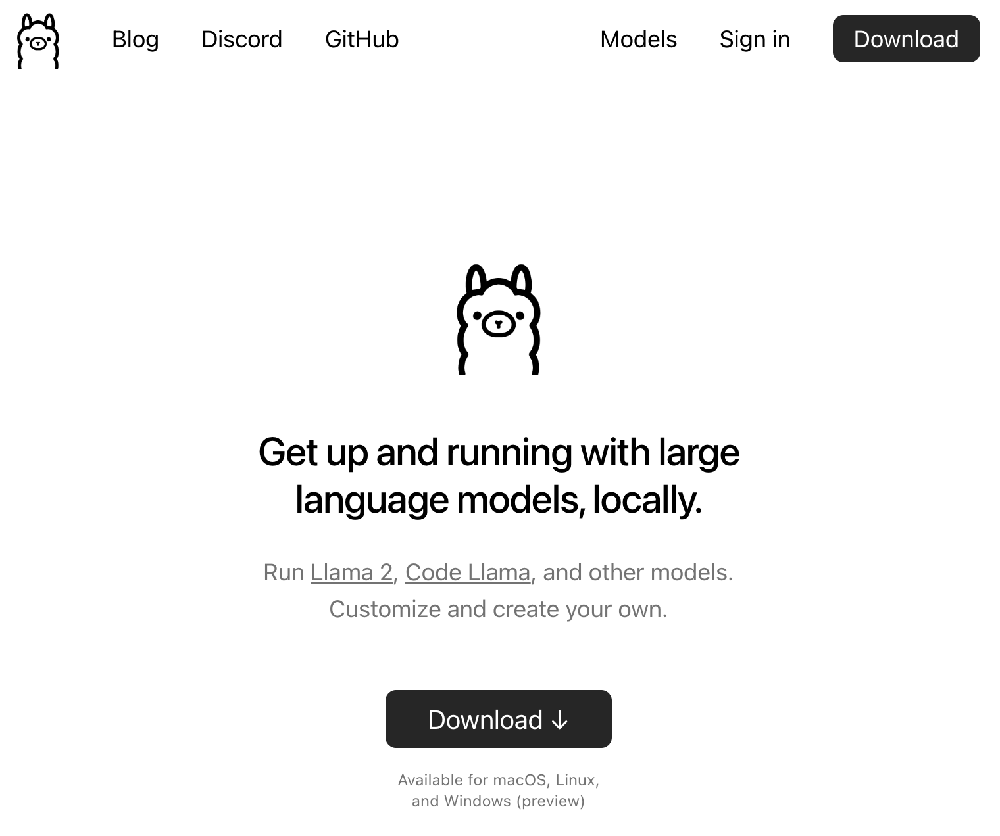 Blog Discord GitHub Models Sign in Download
Get up and running with large
language models, locally.
Run Llama 2, Code Llama, and other models.
Customize and create your own.
Download ↓
Available for macOS, Linux,
and Windows (preview)